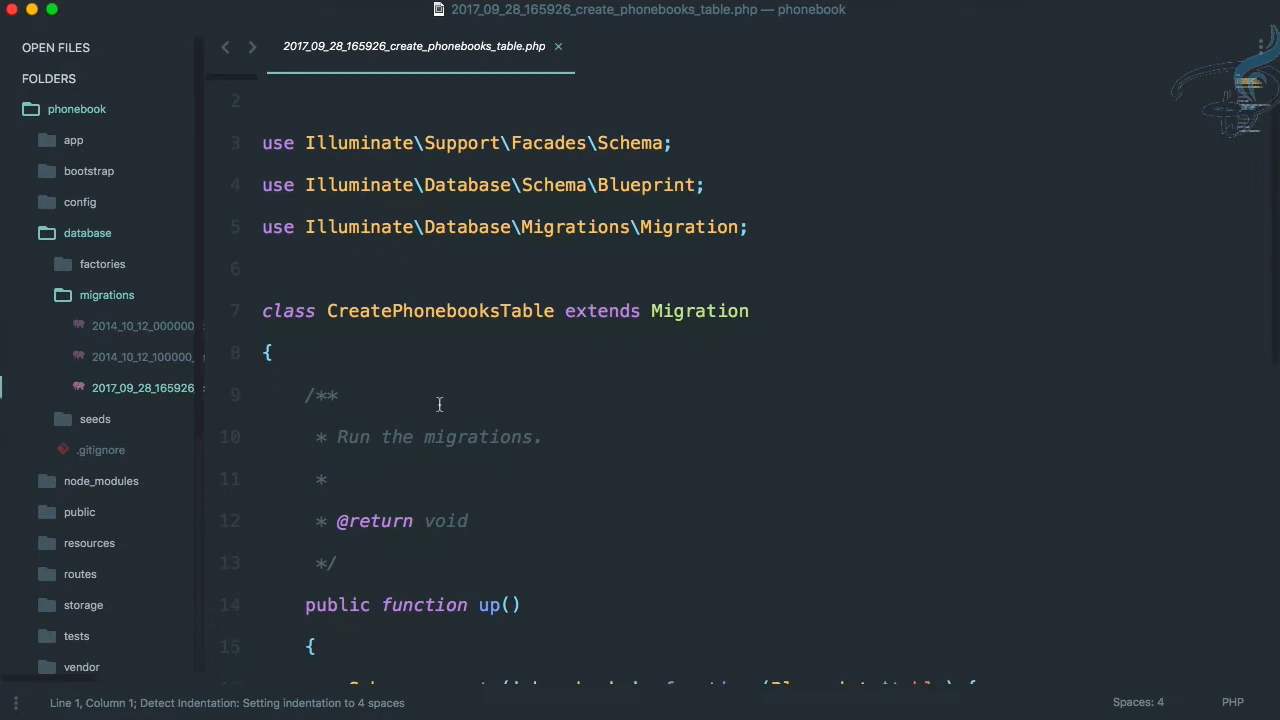 2017_09_28_165926_create_phonebooks_table.php — phonebook
OPEN FILES
FOLDERS
phonebook
app
bootstrap
config
database
factories
migrations
2014_10_12_000000
2014_10_12_100000_
2017_09_28_165926_
seeds
.gitignore
node_modules
public
resources
routes
storage
tests
vendor
2017_09_28_165926_create_phonebooks_table.php ×
2
3 use Illuminate\Support\Facades\Schema;
4 use Illuminate\Database\Schema\Blueprint;
5 use Illuminate\Database\Migrations\Migration;
6
7 class CreatePhonebooksTable extends Migration
8 {
9 /**
10 * Run the migrations.
11 *
12 * @return void
13 */
14 public function up()
15 {
Line 1, Column 1; Detect Indentation: Setting indentation to 4 spaces
Spaces: 4
PHP